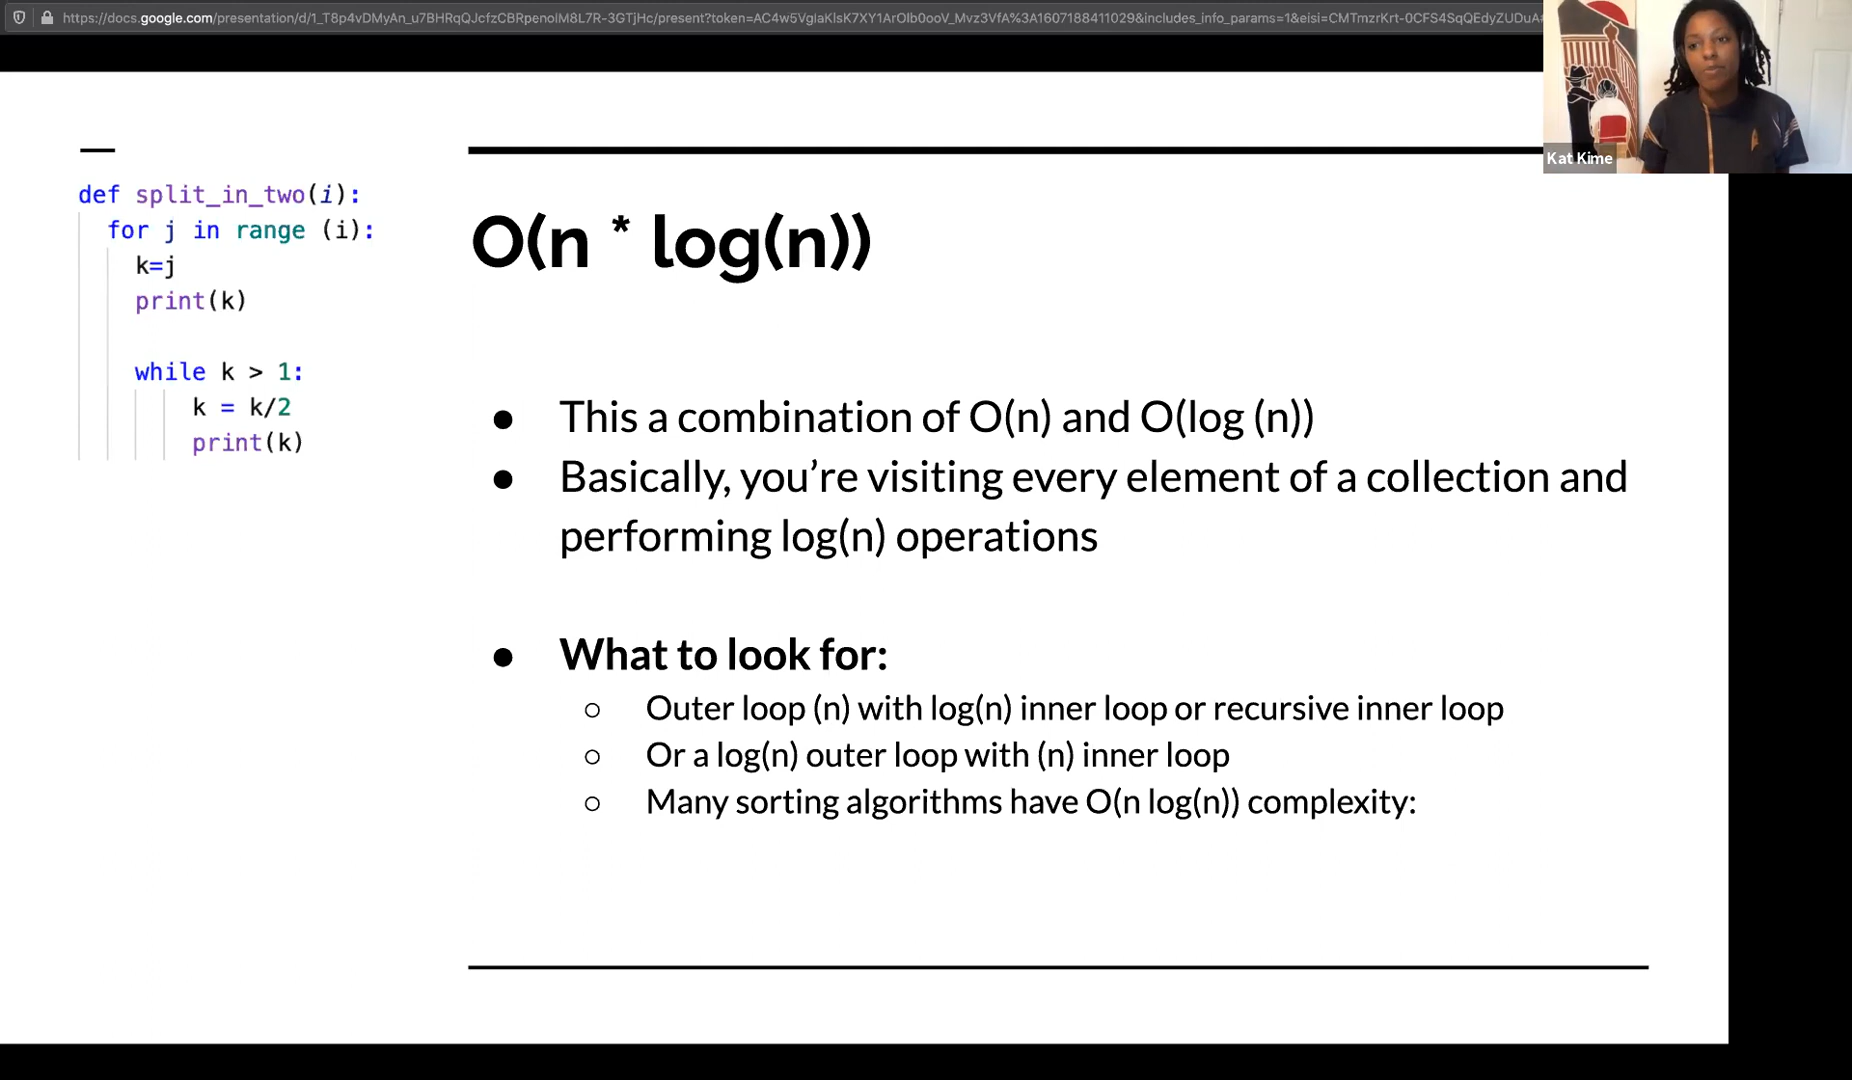 https://docs.google.com/presentation/d/1_T8p4vDMyAn_u7BHRqQJcfzCBRpenoIM8L7R-3GTjHc/present?token=AC4w5VglaKlsK7XY1ArOlb0ooV_Mvz3VfA%3A1607188411029&includes_info_params=1&eisi=CMTmzrKrt-0CFS4SqQEdyZUDuA#
Kat Kime
def split_in_two(i):
for j in range (i):
k=j
print(k)
while k > 1:
k = k/2
print(k)
O(n * log(n))
● This a combination of O(n) and O(log (n))
● Basically, you’re visiting every element of a collection and
performing log(n) operations
● What to look for:
○ Outer loop (n) with log(n) inner loop or recursive inner loop
○ Or a log(n) outer loop with (n) inner loop
○ Many sorting algorithms have O(n log(n)) complexity: